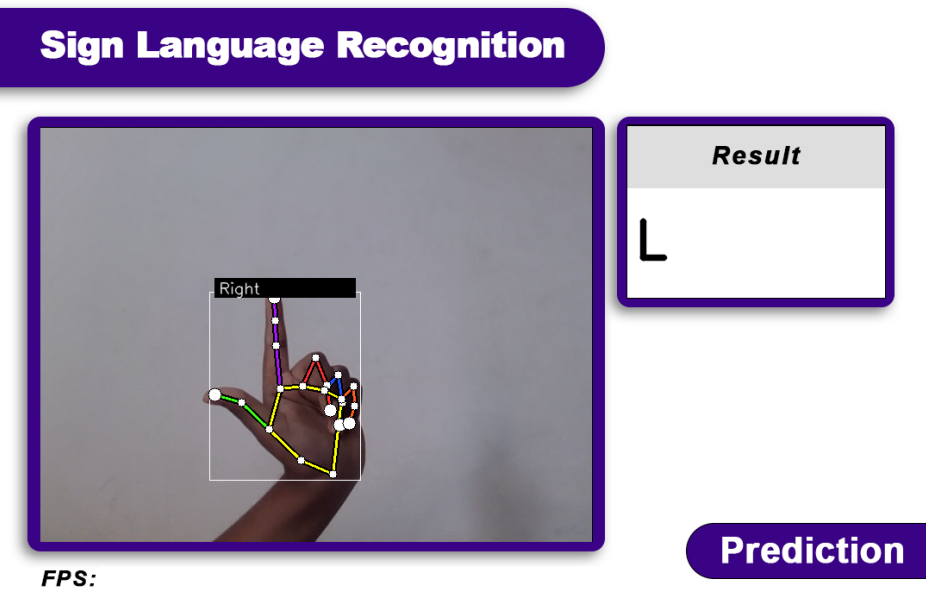 Sign Language Recognition
Result
Right
L
Prediction
FPS: